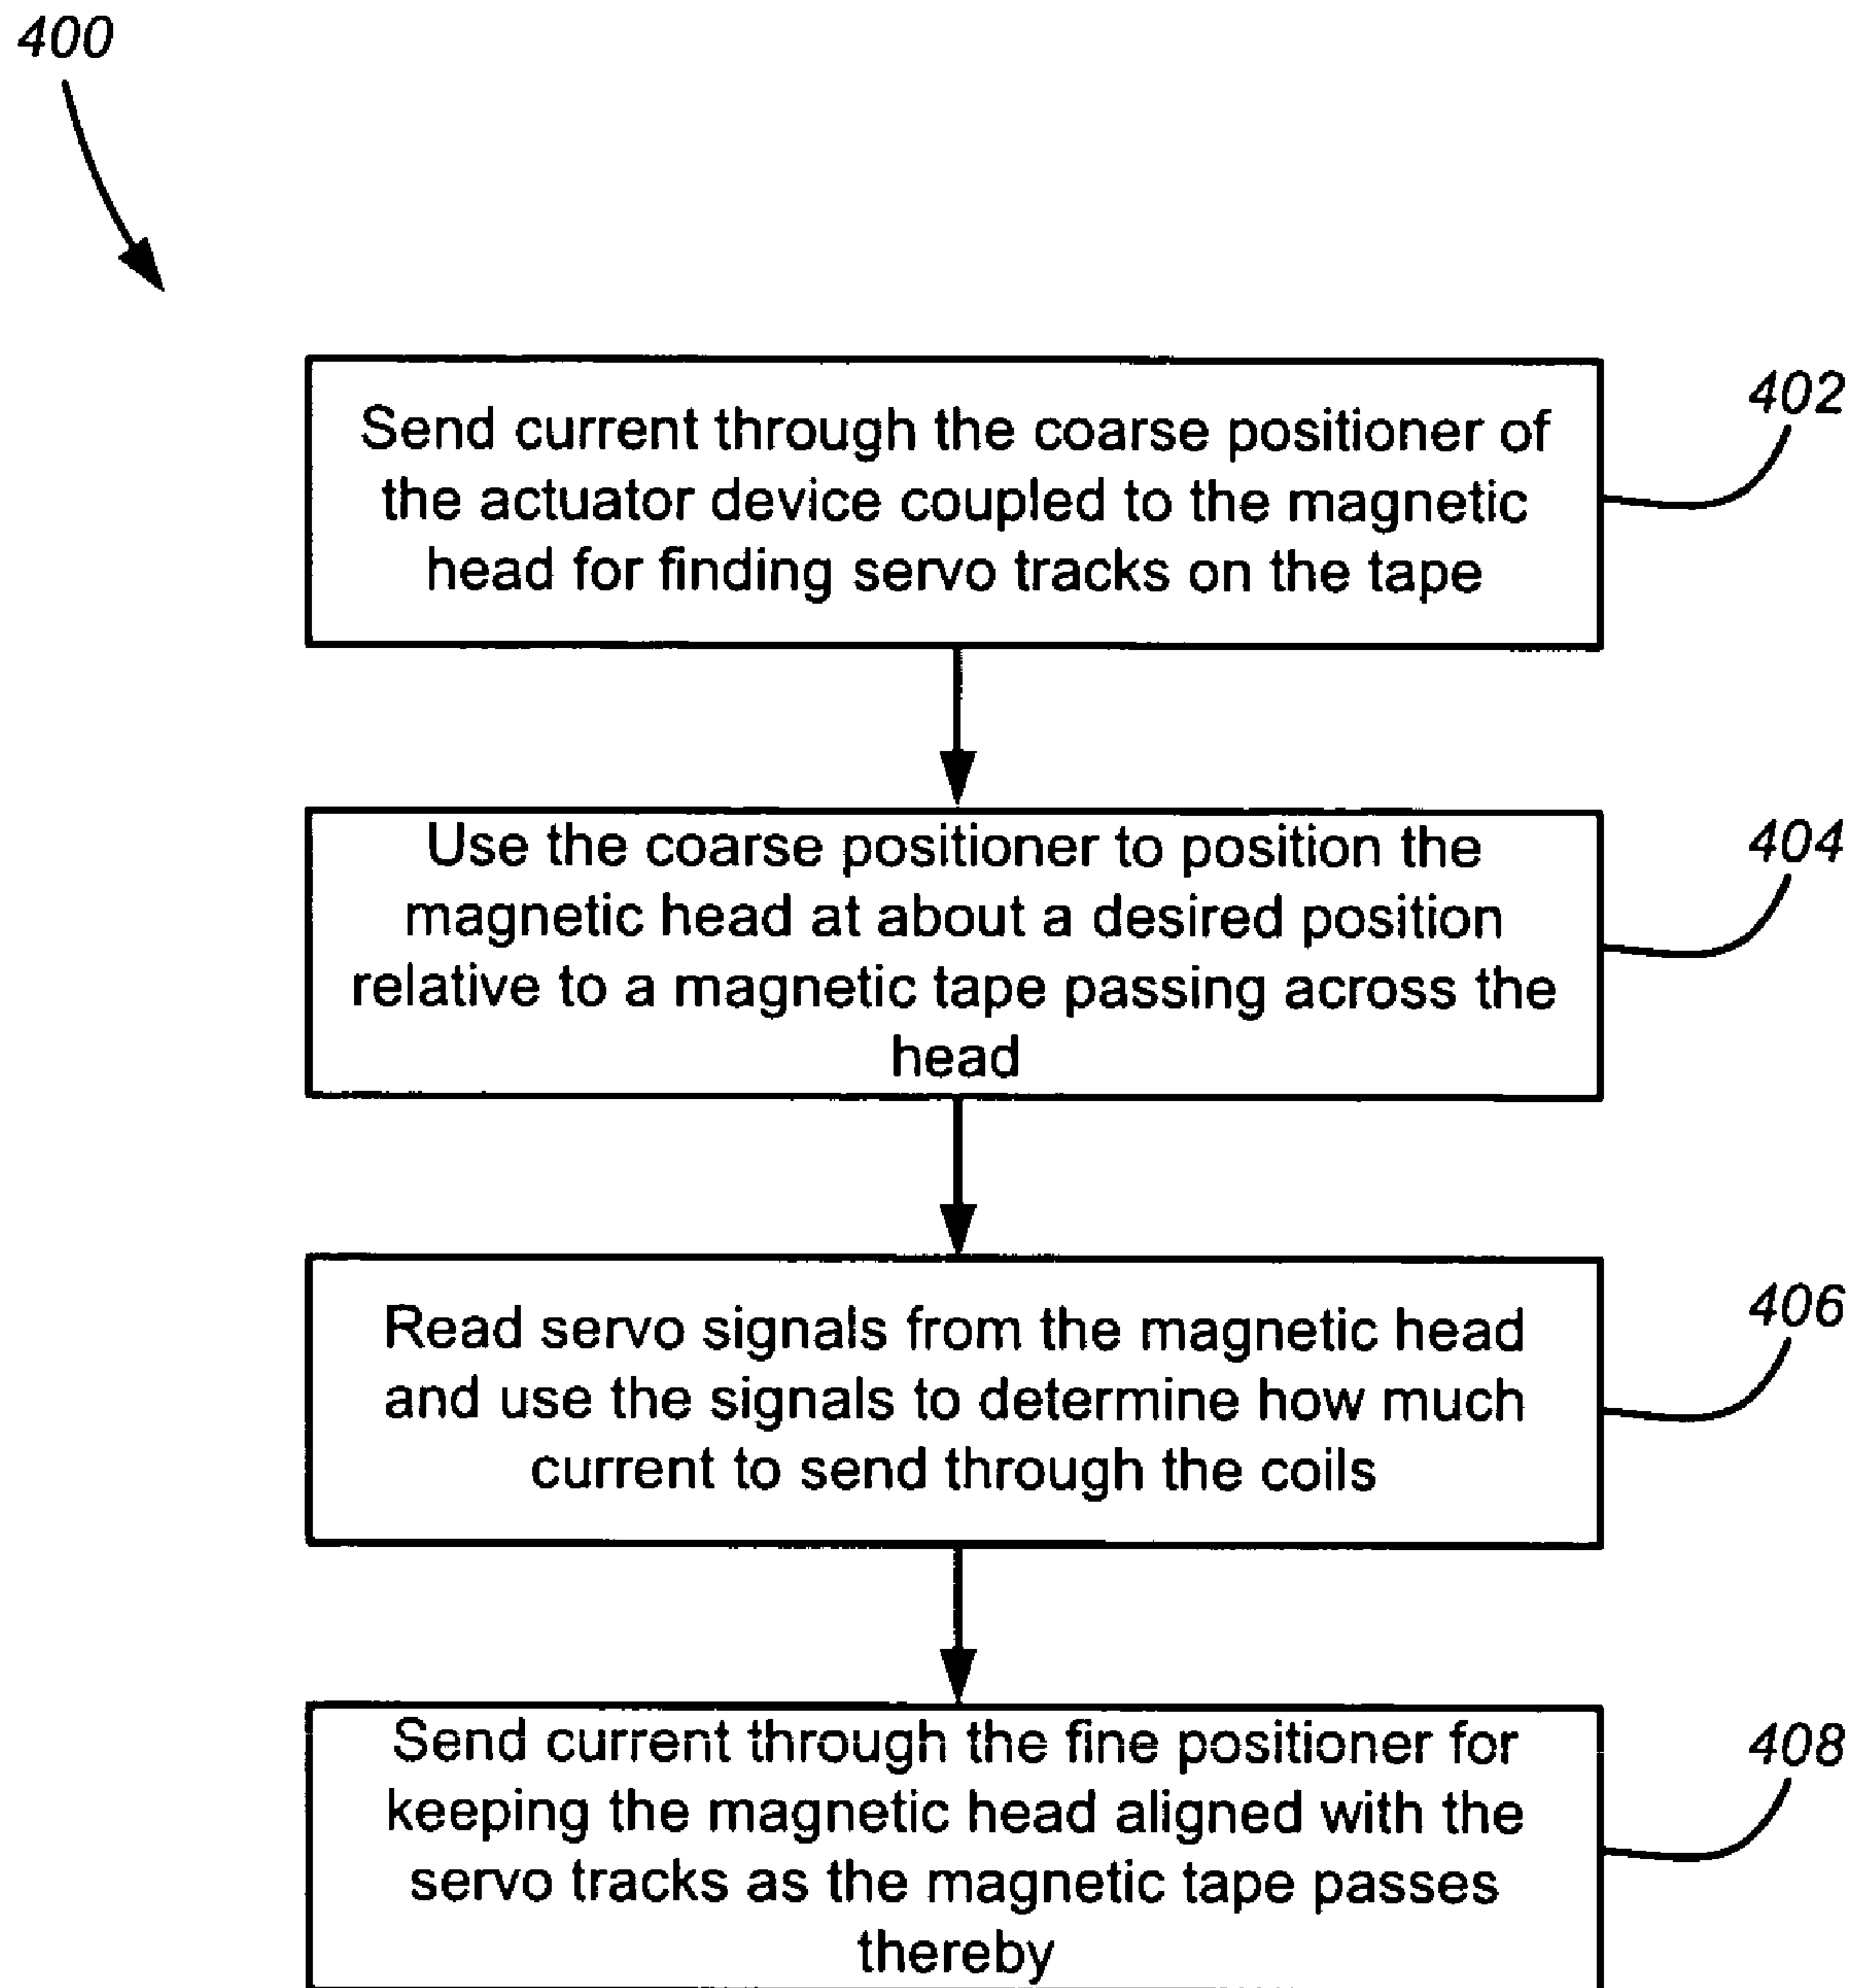 400
402
Send current through the coarse positioner of
the actuator device coupled to the magnetic
head for finding servo tracks on the tape
404
Use the coarse positioner to position the
magnetic head at about a desired position
relative to a magnetic tape passing across the
head
406
Read servo signals from the magnetic head
and use the signals to determine how much
current to send through the coils
408
Send current through the fine positioner for
keeping the magnetic head aligned with the
servo tracks as the magnetic tape passes
thereby